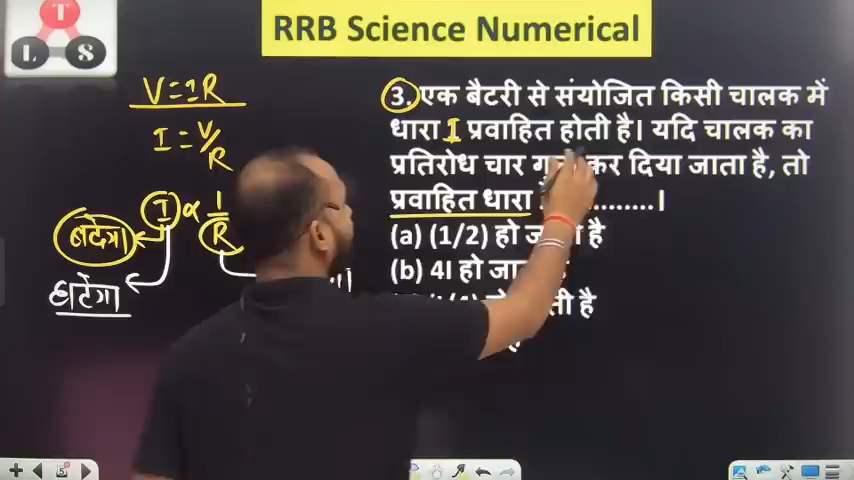 T
L S
RRB Science Numerical
V=IR
I = V/R
I ∝ 1/R
बढेगा
घटेगा
3. एक बैटरी से संयोजित किसी चालक में
धारा I प्रवाहित होती है। यदि चालक का
प्रतिरोध चार कर दिया जाता है, तो
प्रवाहित धारा ..........।
(a) (1/2) हो है
(b) 4I हो
है